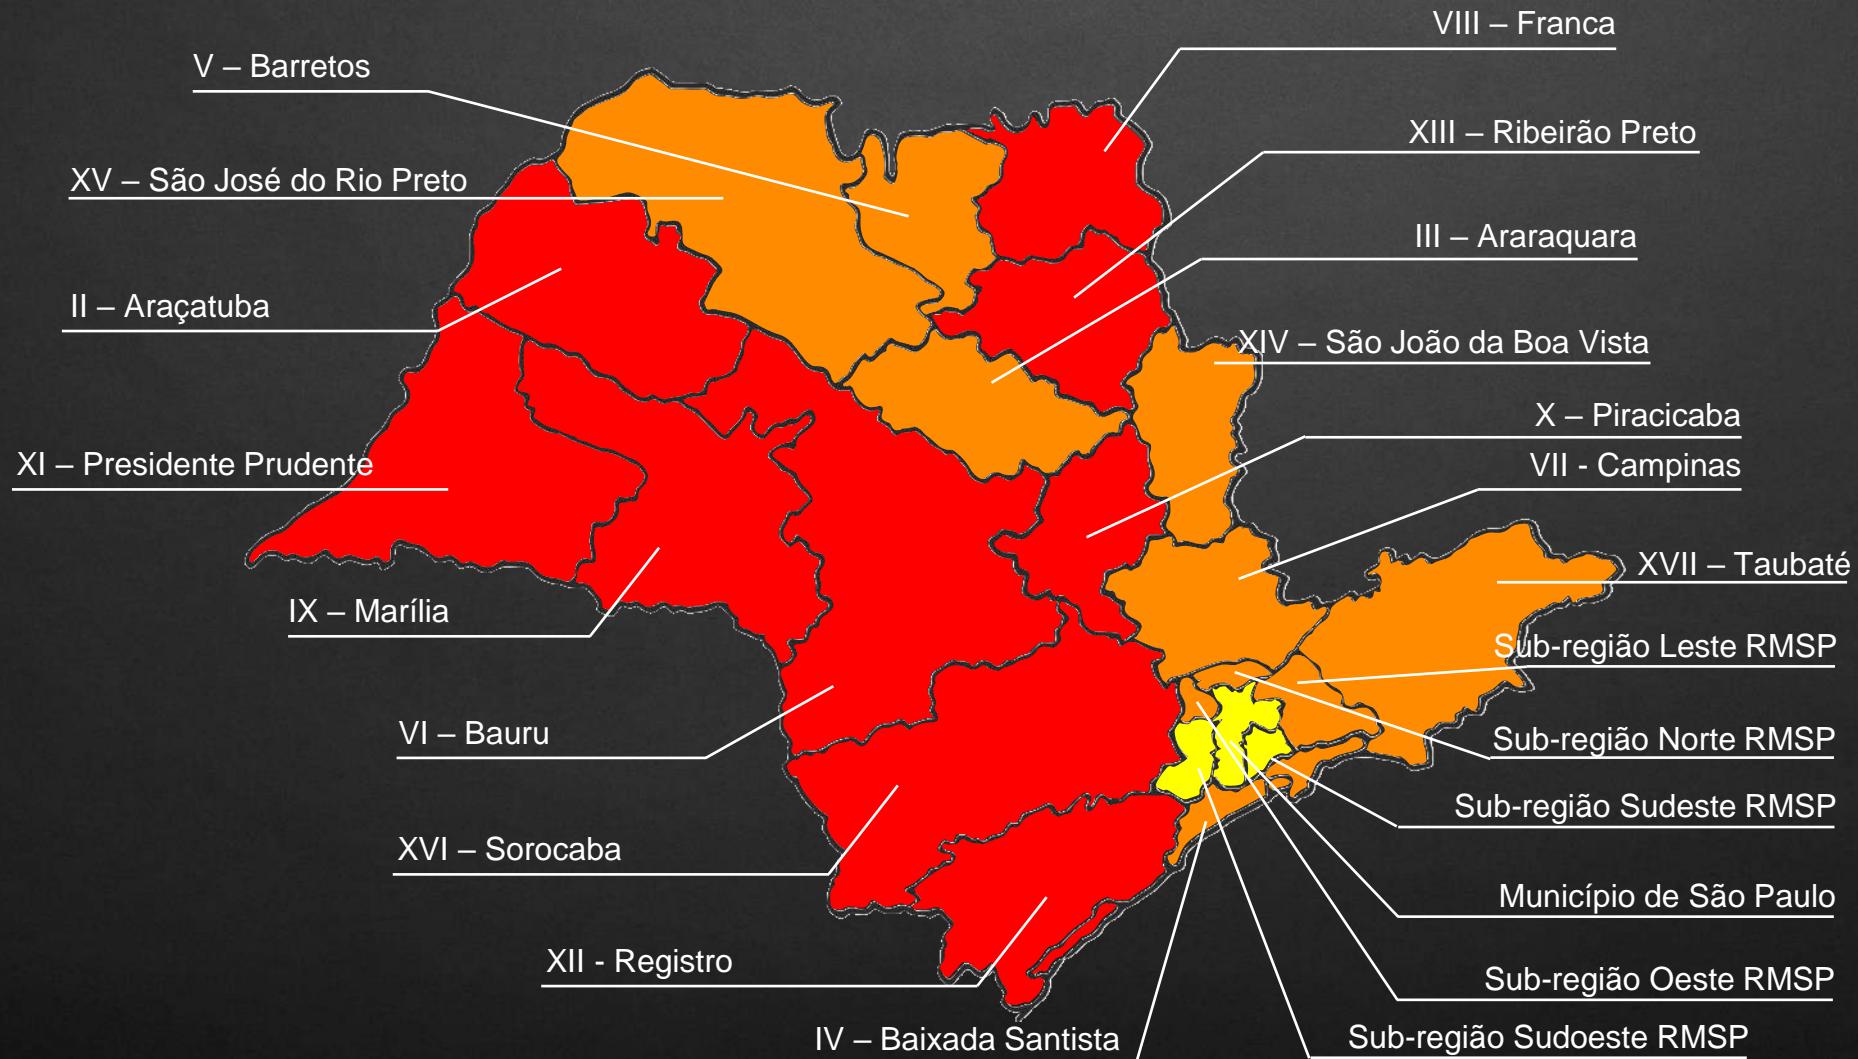 VIII – Franca
V – Barretos
XIII – Ribeirão Preto
XV – São José do Rio Preto
III – Araraquara
II – Araçatuba
XIV – São João da Boa Vista
X – Piracicaba
XI – Presidente Prudente
VII - Campinas
XVII – Taubaté
IX – Marília
Sub-região Leste RMSP
VI – Bauru
Sub-região Norte RMSP
Sub-região Sudeste RMSP
XVI – Sorocaba
Município de São Paulo
XII - Registro
Sub-região Oeste RMSP
IV – Baixada Santista
Sub-região Sudoeste RMSP